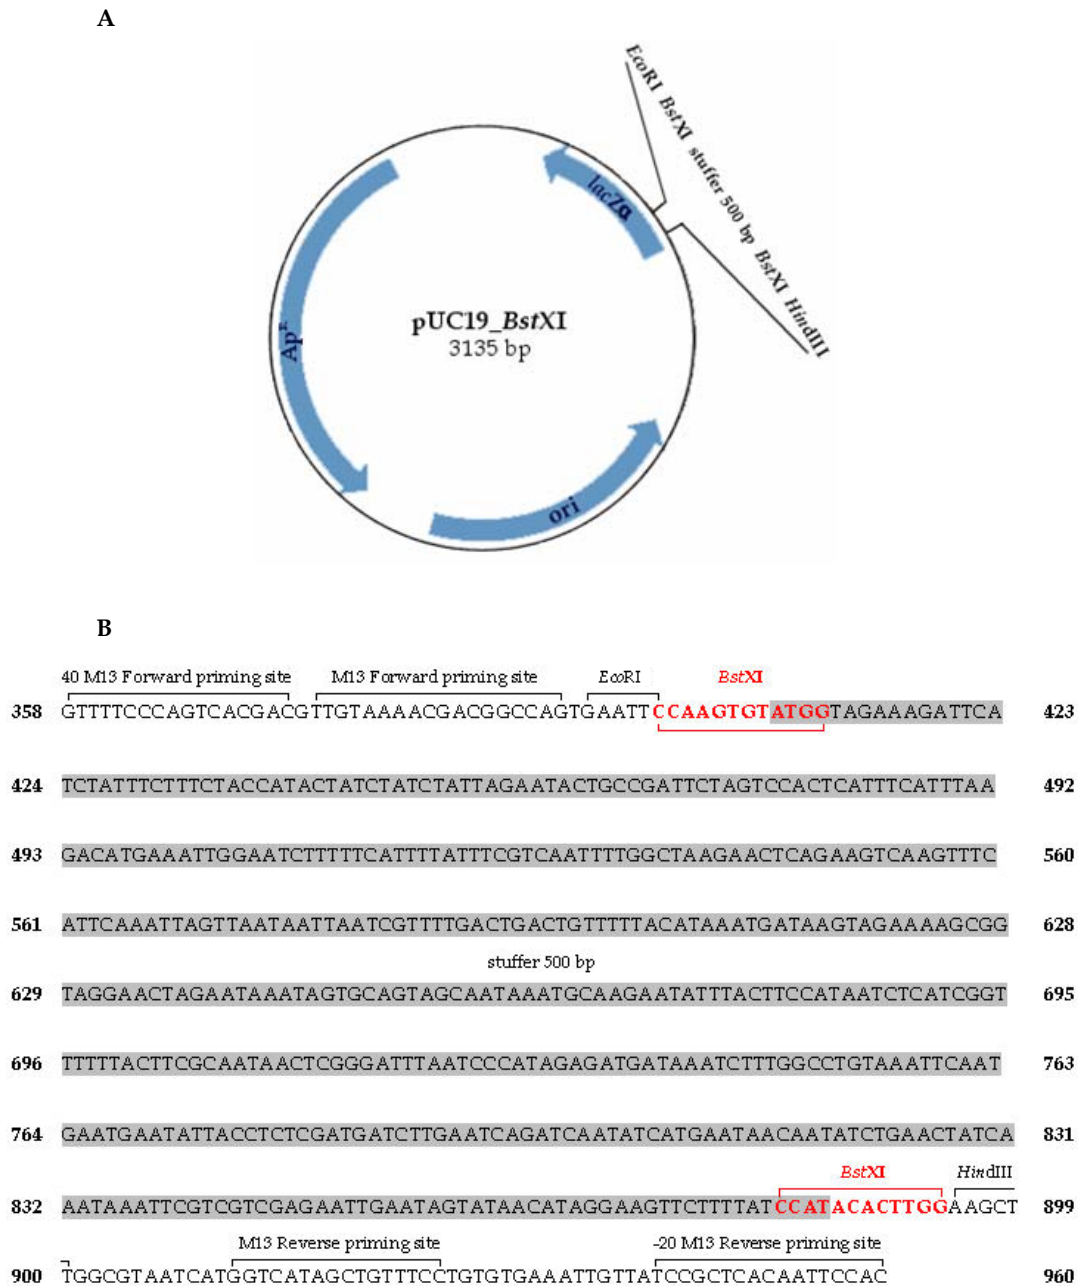 A
EcoRI BstXI stuffer 500 bp BstXI HindIII
lacZα
Ap^R
pUC19_BstXI
3135 bp
ori
B
40 M13 Forward priming site M13 Forward priming site EcoRI BstXI
358 GTTTTCCCAGTCACGACGTTGTAAAACGACGGCCAGTGAATTCCAAGTGTATGGTAGAAAGATTCA 423
424 TCTATTTCTTTCTACCATACTATCTATCTATTAGAATACTGCCGATTCTAGTCCACTCATTTCATTTAA 492
493 GACATGAAATTGGAATCTTTTTCATTTTATTTCGTCAATTTTGGCTAAGAACTCAGAAGTCAAGTTTC 560
561 ATTCAAATTAGTTAATAATTAATCGTTTTGACTGACTGTTTTTACATAAATGATAAGTAGAAAAGCGG 628
stuffer 500 bp
629 TAGGAACTAGAATAAATAGTGCAGTAGCAATAAATGCAAGAATATTTACTTCCATAATCTCATCGGT 695
696 TTTTTACTTCGCAATAACTCGGGATTTAATCCCATAGAGATGATAAATCTTTGGCCTGTAAATTCAAT 763
764 GAATGAATATTACCTCTCGATGATCTTGAATCAGATCAATATCATGAATAACAATATCTGAACTATCA 831
BstXI HindIII
832 AATAAATTCGTCGTCGAGAATTGAATAGTATAACATAGGAAGTTCTTTTATCCATACACTTGGAAGCT 899
M13 Reverse priming site -20 M13 Reverse priming site
900 TGGCGTAATCATGGTCATAGCTGTTTCCTGTGTGAAATTGTTATCCGCTCACAATTCCAC 960